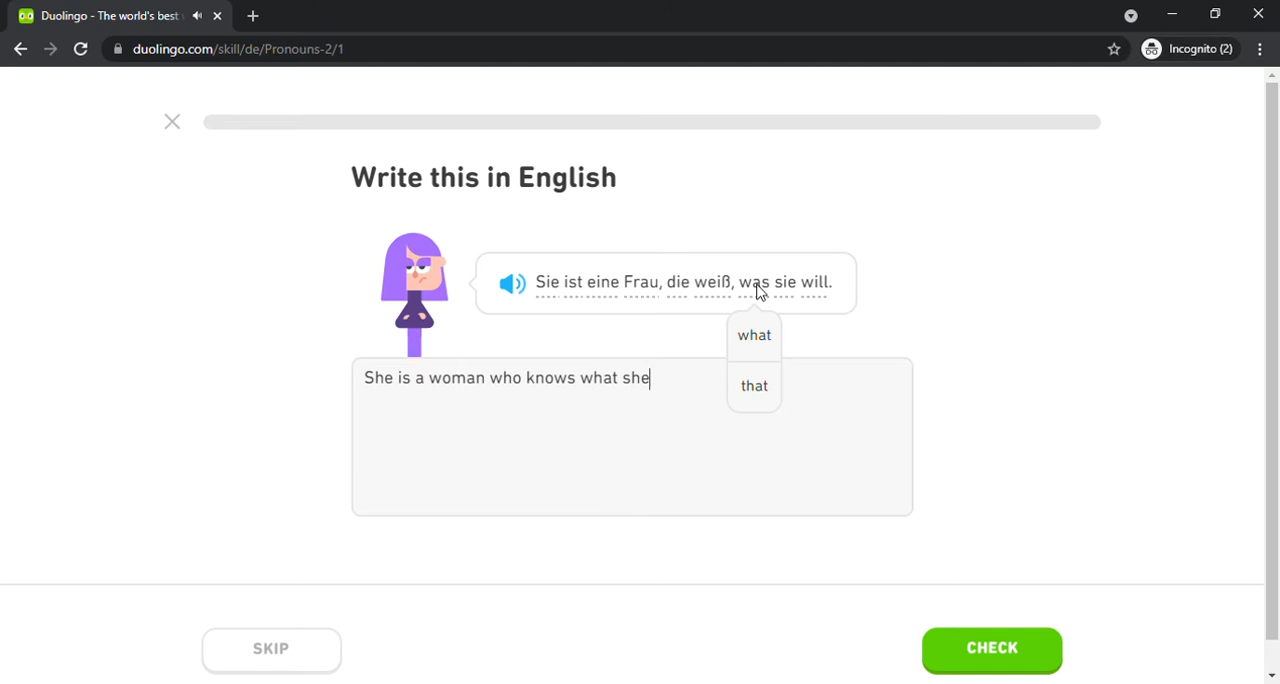 Duolingo - The world's best
duolingo.com/skill/de/Pronouns-2/1
Incognito (2)
Write this in English
Sie ist eine Frau, die weiß, was sie will.
what
that
She is a woman who knows what she
SKIP
CHECK